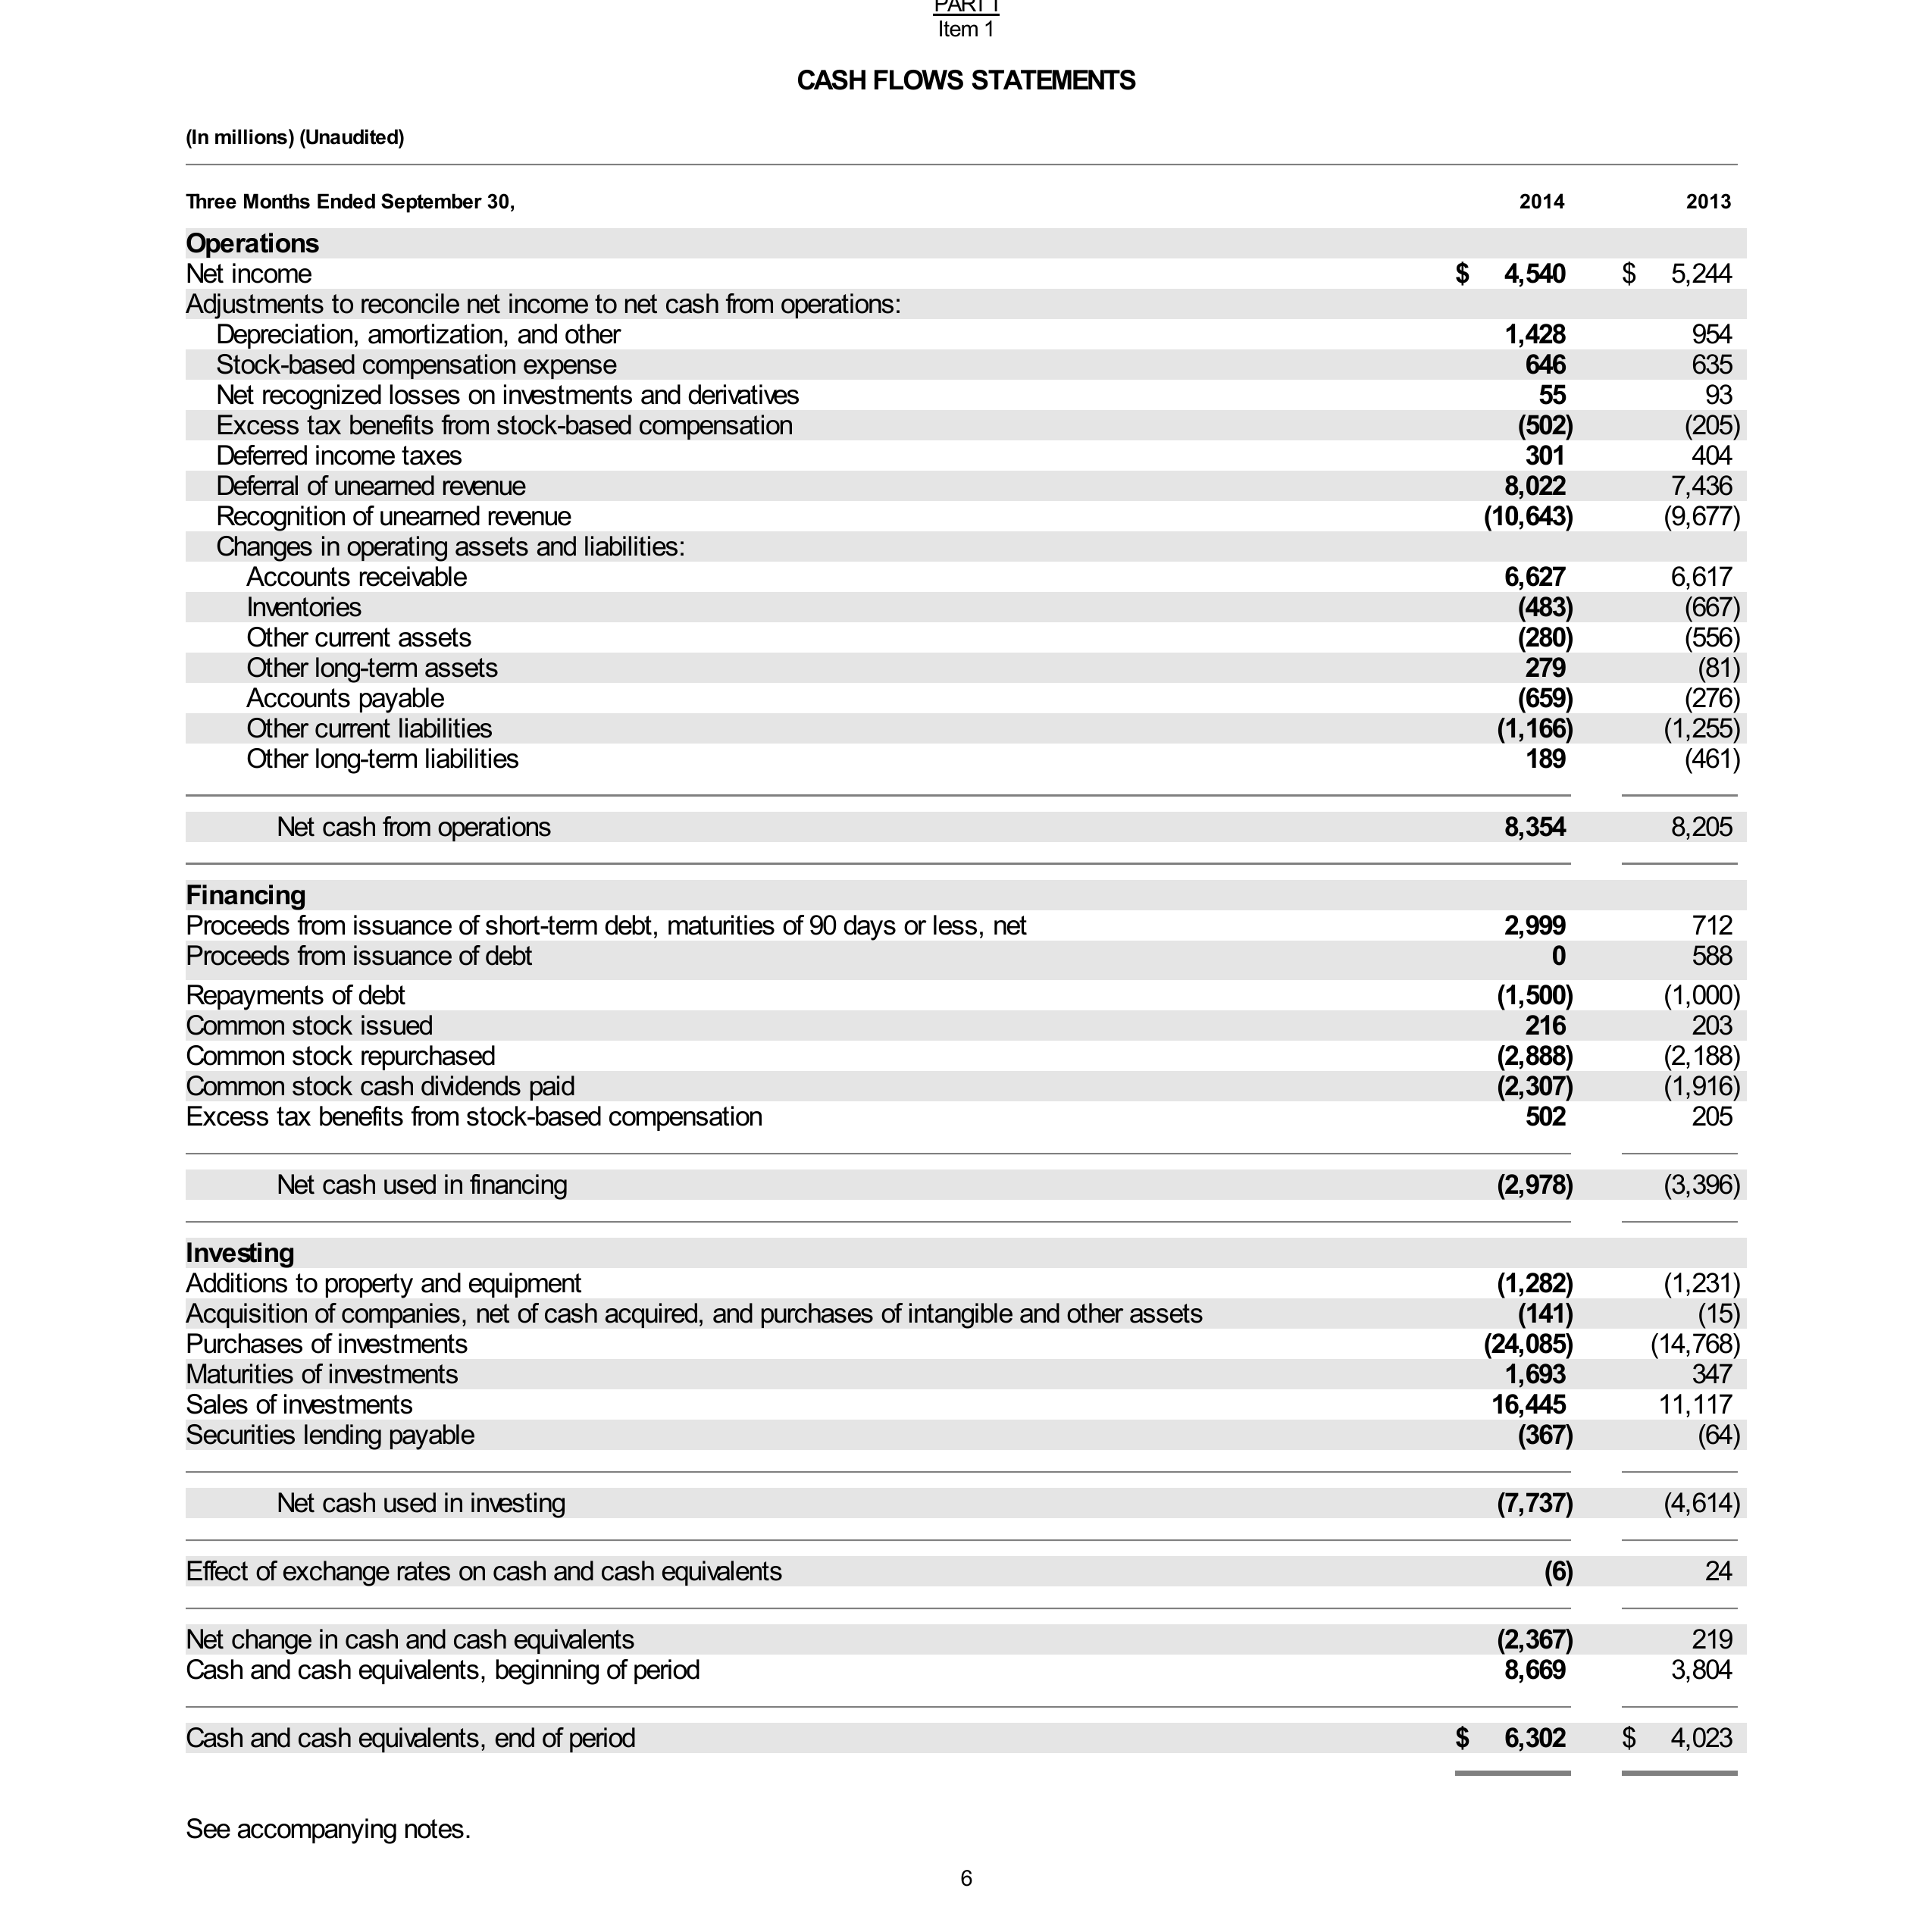 PART I
Item 1
CASH FLOWS STATEMENTS
(In millions) (Unaudited)
Three Months Ended September 30, 2014 2013
Operations
Net income $ 4,540 $ 5,244
Adjustments to reconcile net income to net cash from operations:
Depreciation, amortization, and other 1,428 954
Stock-based compensation expense 646 635
Net recognized losses on investments and derivatives 55 93
Excess tax benefits from stock-based compensation (502) (205)
Deferred income taxes 301 404
Deferral of unearned revenue 8,022 7,436
Recognition of unearned revenue (10,643) (9,677)
Changes in operating assets and liabilities:
Accounts receivable 6,627 6,617
Inventories (483) (667)
Other current assets (280) (556)
Other long-term assets 279 (81)
Accounts payable (659) (276)
Other current liabilities (1,166) (1,255)
Other long-term liabilities 189 (461)
Net cash from operations 8,354 8,205
Financing
Proceeds from issuance of short-term debt, maturities of 90 days or less, net 2,999 712
Proceeds from issuance of debt 0 588
Repayments of debt (1,500) (1,000)
Common stock issued 216 203
Common stock repurchased (2,888) (2,188)
Common stock cash dividends paid (2,307) (1,916)
Excess tax benefits from stock-based compensation 502 205
Net cash used in financing (2,978) (3,396)
Investing
Additions to property and equipment (1,282) (1,231)
Acquisition of companies, net of cash acquired, and purchases of intangible and other assets (141) (15)
Purchases of investments (24,085) (14,768)
Maturities of investments 1,693 347
Sales of investments 16,445 11,117
Securities lending payable (367) (64)
Net cash used in investing (7,737) (4,614)
Effect of exchange rates on cash and cash equivalents (6) 24
Net change in cash and cash equivalents (2,367) 219
Cash and cash equivalents, beginning of period 8,669 3,804
Cash and cash equivalents, end of period $ 6,302 $ 4,023
See accompanying notes.
6